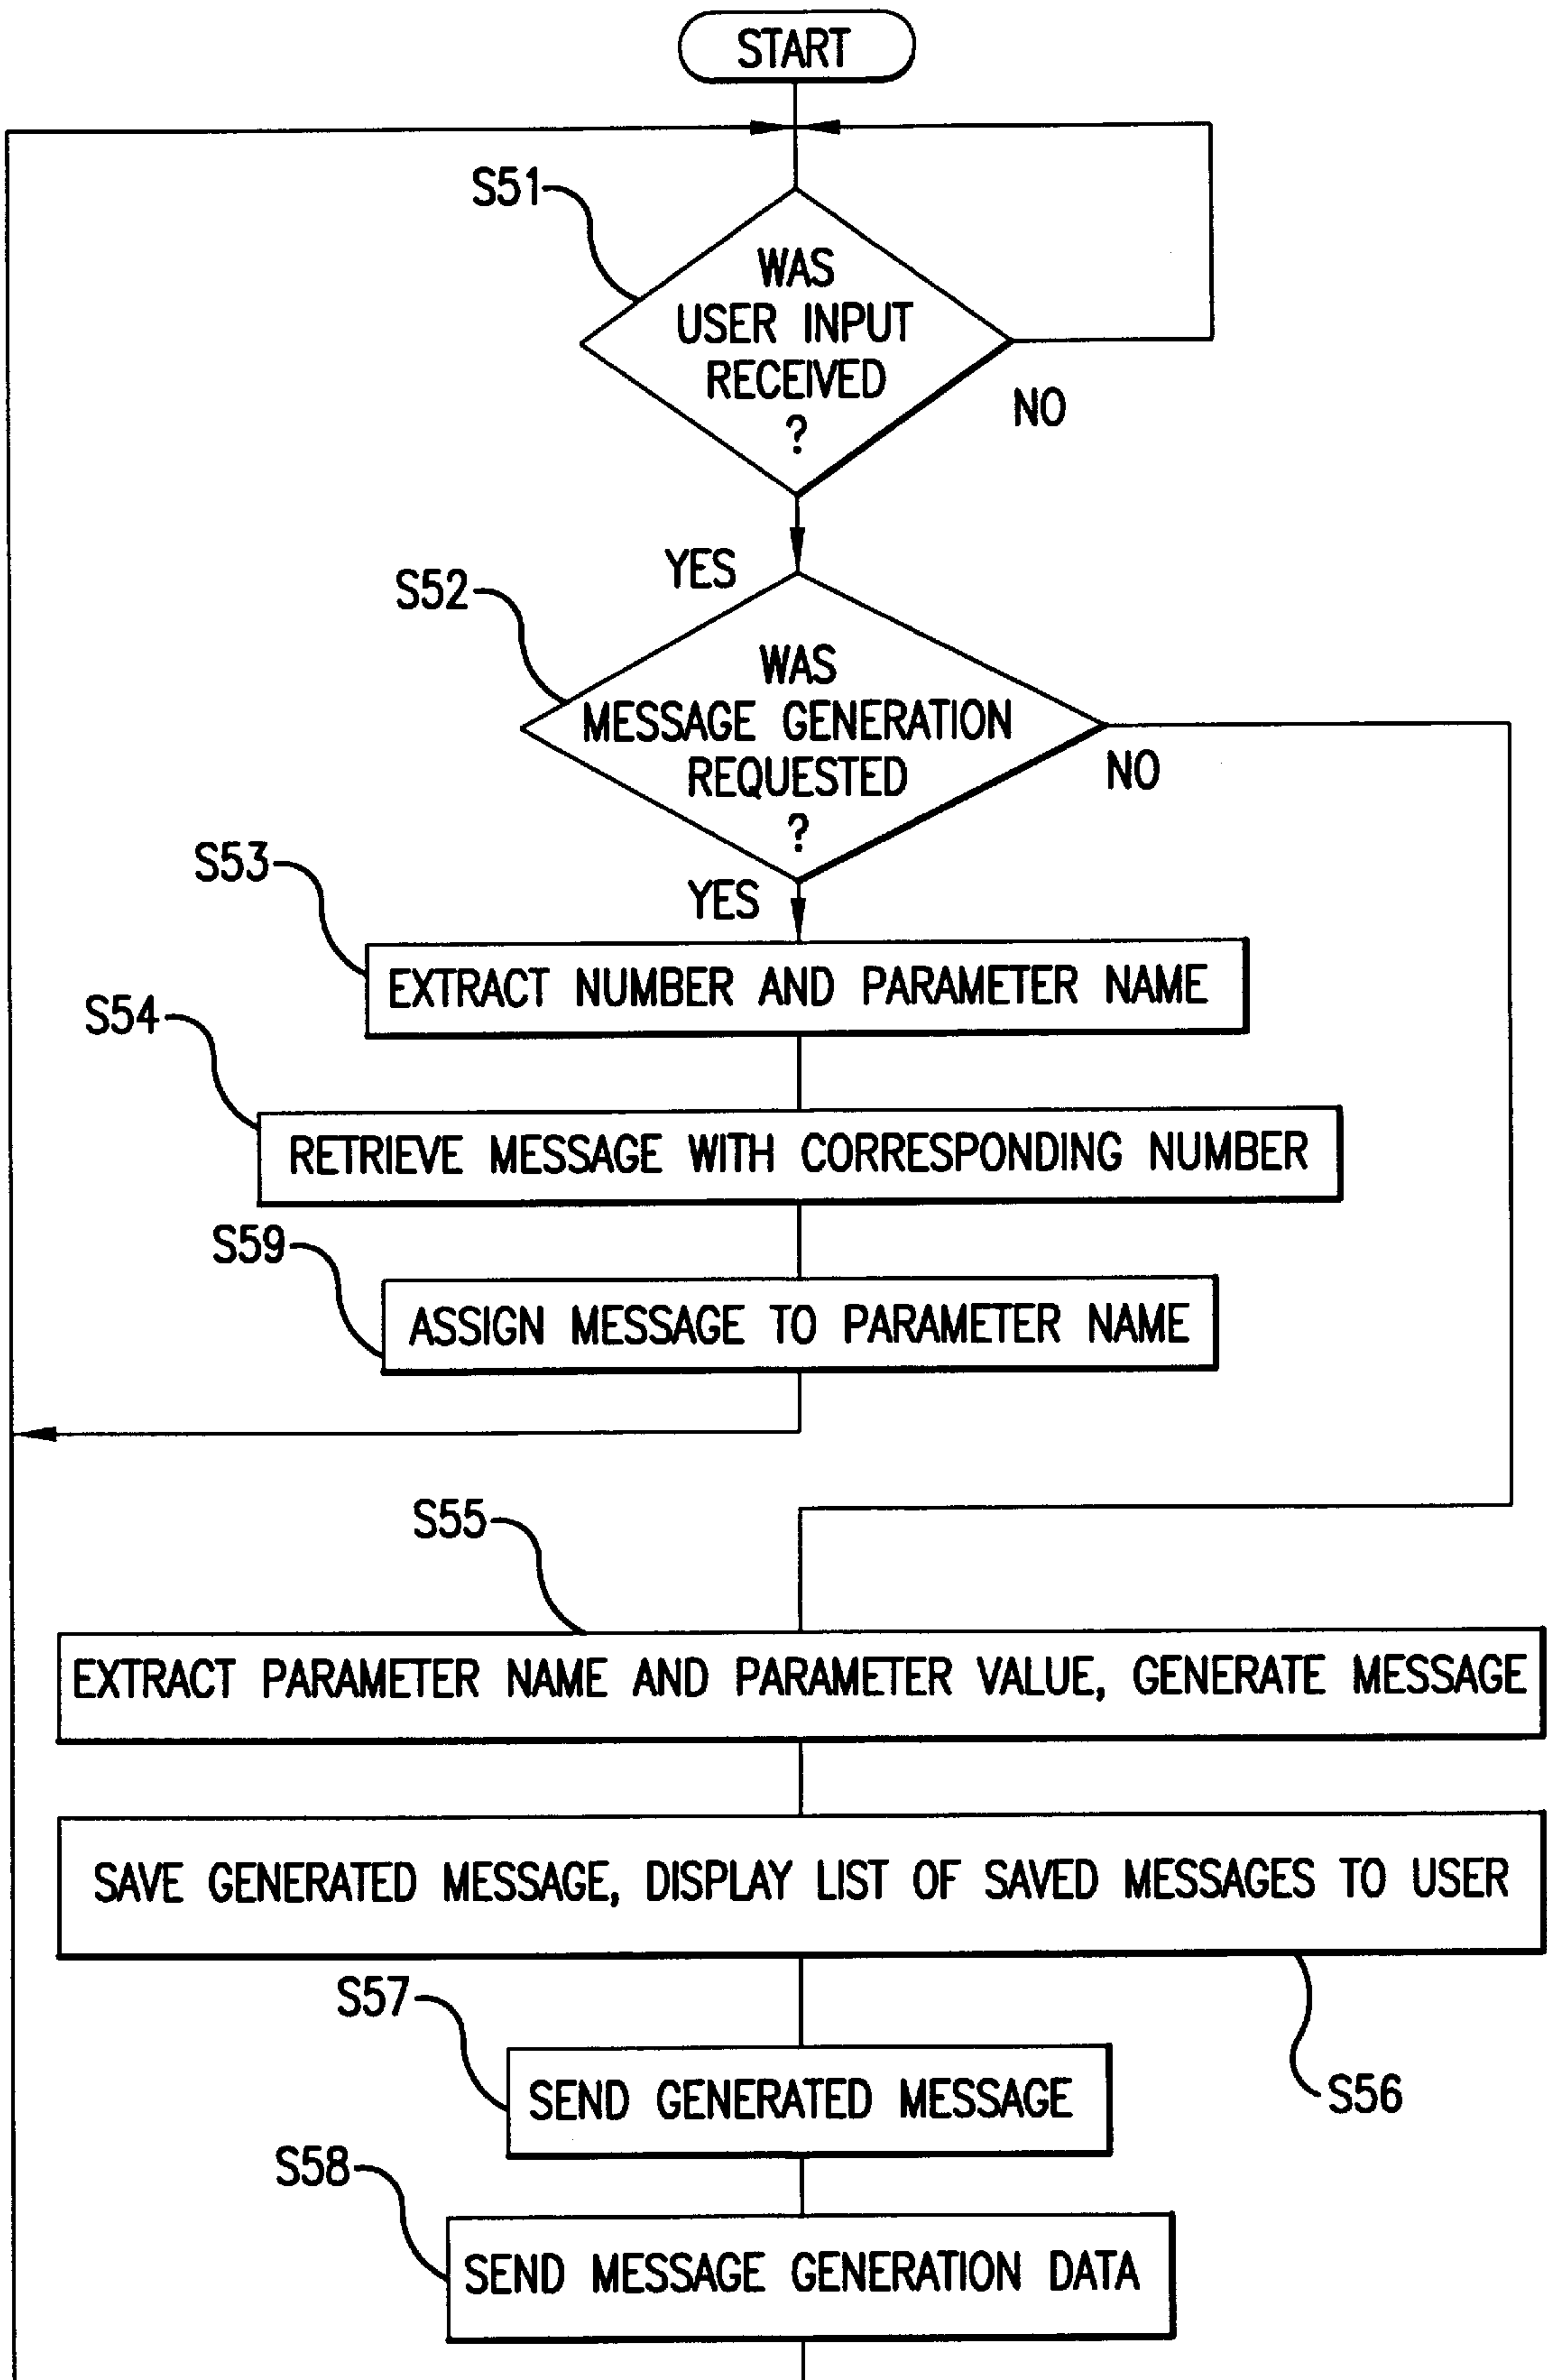 START
S51
WAS
USER INPUT
RECEIVED
?
NO
YES
S52
WAS
MESSAGE GENERATION
REQUESTED
?
NO
YES
S53
EXTRACT NUMBER AND PARAMETER NAME
S54
RETRIEVE MESSAGE WITH CORRESPONDING NUMBER
S59
ASSIGN MESSAGE TO PARAMETER NAME
S55
EXTRACT PARAMETER NAME AND PARAMETER VALUE, GENERATE MESSAGE
SAVE GENERATED MESSAGE, DISPLAY LIST OF SAVED MESSAGES TO USER
S56
S57
SEND GENERATED MESSAGE
S58
SEND MESSAGE GENERATION DATA